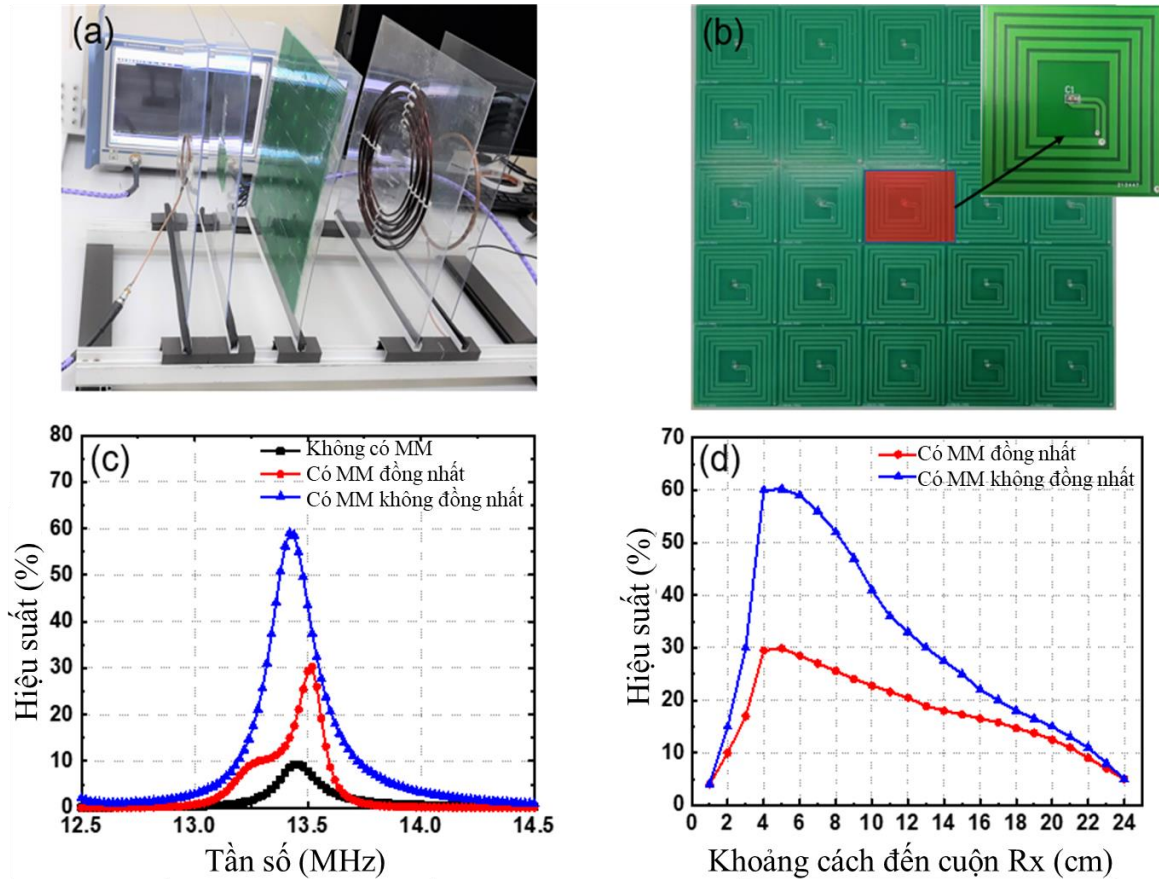 (a)
(b)
C1
(c)
80
70
60
50
40
30
20
10
0
Hiệu suất (%)
Không có MM
Có MM đồng nhất
Có MM không đồng nhất
12.5
13.0
13.5
14.0
14.5
Tần số (MHz)
(d)
70
60
50
40
30
20
10
0
Hiệu suất (%)
Có MM đồng nhất
Có MM không đồng nhất
0
2
4
6
8
10
12
14
16
18
20
22
24
Khoảng cách đến cuộn Rx (cm)